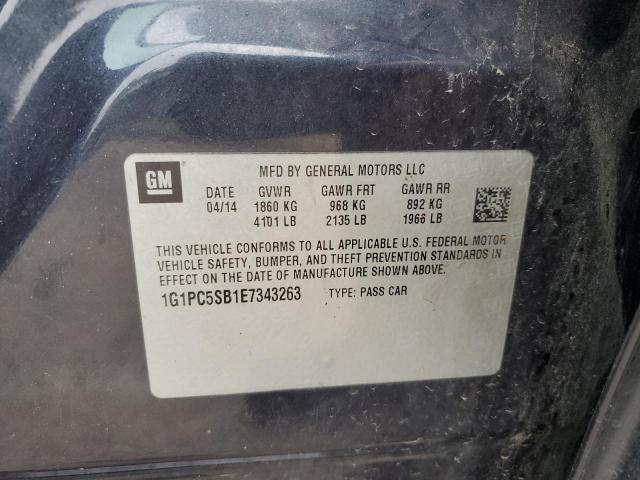 GM
MFD BY GENERAL MOTORS LLC
DATE GVWR GAWR FRT GAWR RR
04/14 1860 KG 968 KG 892 KG
4101 LB 2135 LB 1966 LB
THIS VEHICLE CONFORMS TO ALL APPLICABLE U.S. FEDERAL MOTOR
VEHICLE SAFETY, BUMPER, AND THEFT PREVENTION STANDARDS IN
EFFECT ON THE DATE OF MANUFACTURE SHOWN ABOVE.
1G1PC5SB1E7343263 TYPE: PASS CAR